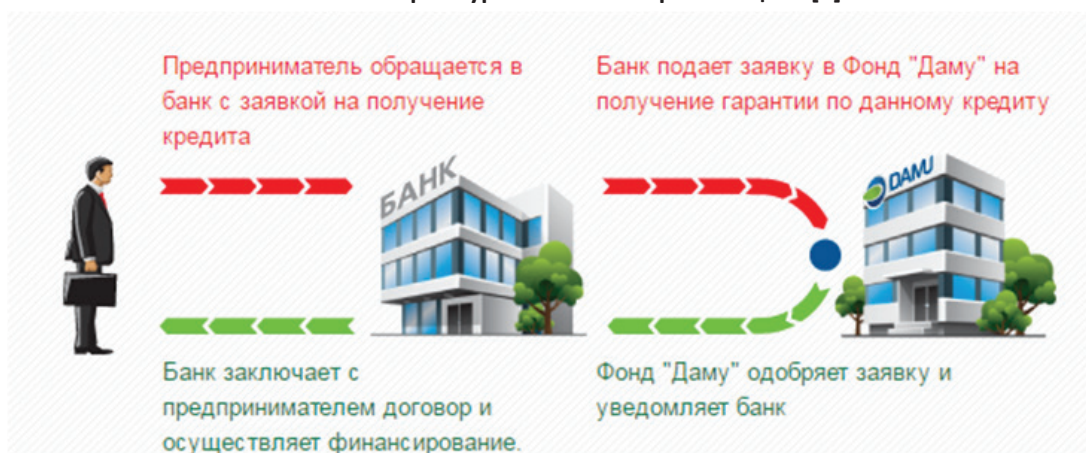 Предприниматель обращается в
банк с заявкой на получение
кредита
Банк подает заявку в Фонд "Даму" на
получение гарантии по данному кредиту
БАНК
DAMU
Банк заключает с
предпринимателем договор и
осуществляет финансирование.
Фонд "Даму" одобряет заявку и
уведомляет банк